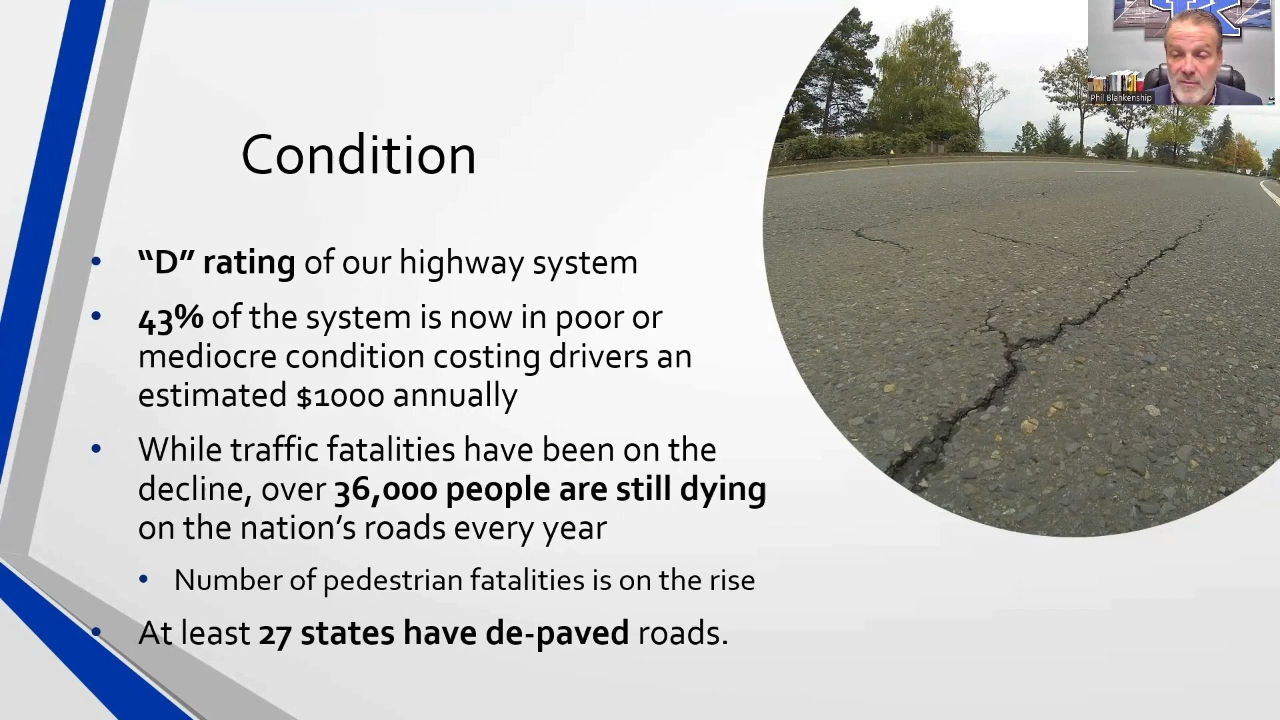 Condition
“D” rating of our highway system
43% of the system is now in poor or
mediocre condition costing drivers an
estimated $1000 annually
While traffic fatalities have been on the
decline, over 36,000 people are still dying
on the nation’s roads every year
Number of pedestrian fatalities is on the rise
At least 27 states have de-paved roads.
Phil Blankenship